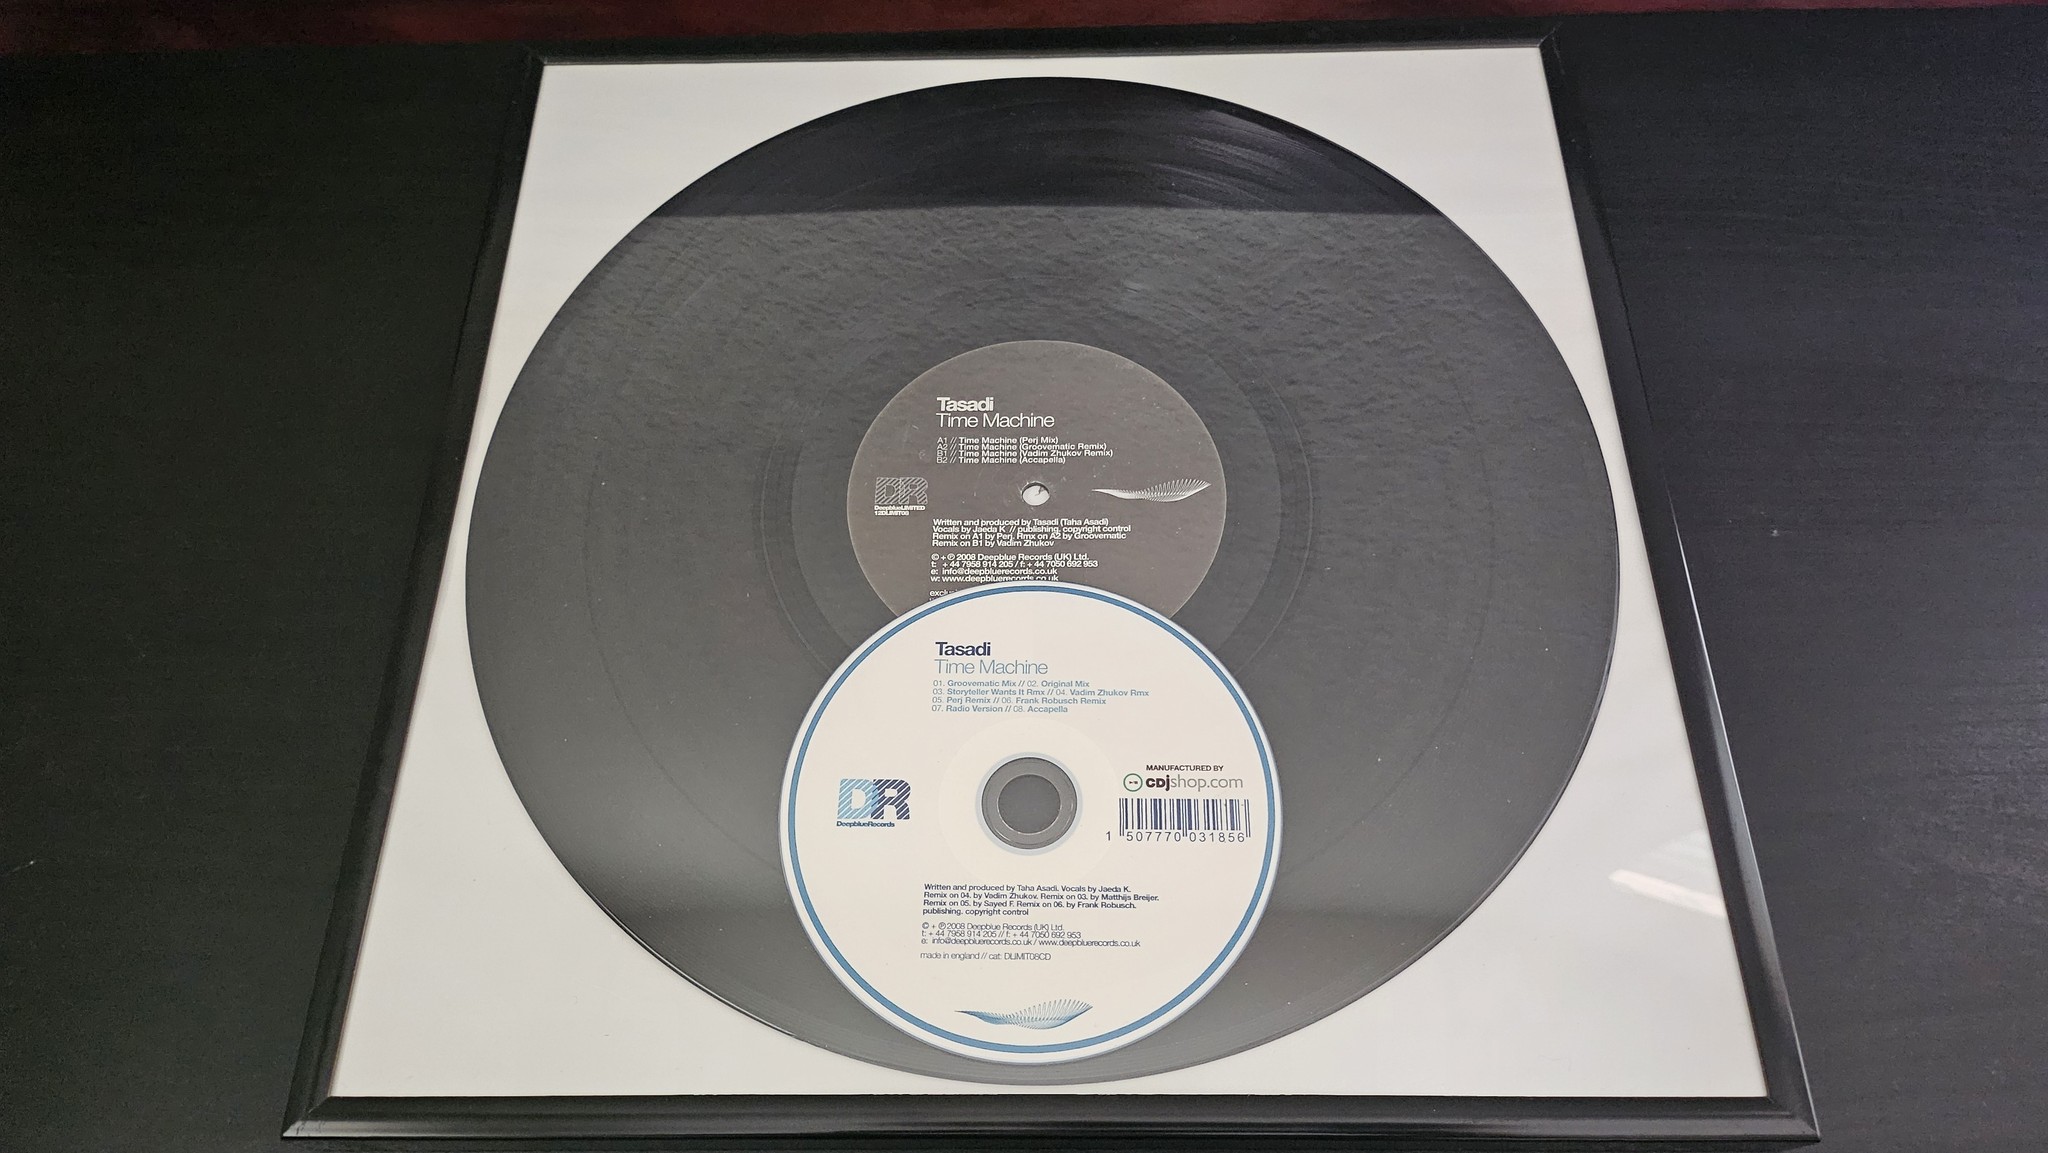 Tasadi
Time Machine
A1 // Time Machine (Perj Mix)
A2 // Time Machine (Groovematic Remix)
B1 // Time Machine (Vadim Zhukov Remix)
B2 // Time Machine (Accapella)
DR
DeepblueLIMITED
12DLIMIT08
Written and produced by Tasadi (Taha Asadi)
Vocals by Jaeda K // publishing. copyright control
Remix on A1 by Perj. Rmx on A2 by Groovematic
Remix on B1 by Vadim Zhukov
© + ℗ 2008 Deepblue Records (UK) Ltd.
t: + 44 7958 914 205 / f: + 44 7050 692 953
e: info@deepbluerecords.co.uk
w: www.deepbluerecords.co.uk
Tasadi
Time Machine
01. Groovematic Mix // 02. Original Mix
03. Storyteller Wants It Rmx // 04. Vadim Zhukov Rmx
05. Perj Remix // 06. Frank Robusch Remix
07. Radio Version // 08. Accapella
MANUFACTURED BY
CDjshop.com
DR
DeepblueRecords
1 507770 031856
Written and produced by Taha Asadi. Vocals by Jaeda K.
Remix on 04. by Vadim Zhukov. Remix on 03. by Matthijs Breijer.
Remix on 05. by Sayed F. Remix on 06. by Frank Robusch.
publishing. copyright control
© + ℗ 2008 Deepblue Records (UK) Ltd.
t: + 44 7958 914 205 // f: + 44 7050 692 953
e: info@deepbluerecords.co.uk / www.deepbluerecords.co.uk
made in england // cat: DLIMIT08CD